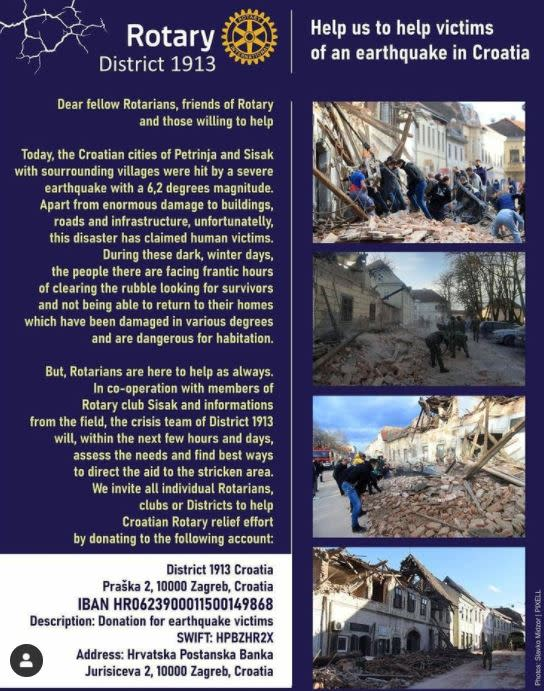 Rotary
District 1913
ROTARY INTERNATIONAL
Help us to help victims
of an earthquake in Croatia
Dear fellow Rotarians, friends of Rotary
and those willing to help
Today, the Croatian cities of Petrinja and Sisak
with sourrounding villages were hit by a severe
earthquake with a 6,2 degrees magnitude.
Apart from enormous damage to buildings,
roads and infrastructure, unfortunatelly,
this disaster has claimed human victims.
During these dark, winter days,
the people there are facing frantic hours
of clearing the rubble looking for survivors
and not being able to return to their homes
which have been damaged in various degrees
and are dangerous for habitation.
But, Rotarians are here to help as always.
In co-operation with members of
Rotary club Sisak and informations
from the field, the crisis team of District 1913
will, within the next few hours and days,
assess the needs and find best ways
to direct the aid to the stricken area.
We invite all individual Rotarians,
clubs or Districts to help
Croatian Rotary relief effort
by donating to the following account:
District 1913 Croatia
Praška 2, 10000 Zagreb, Croatia
IBAN HR0623900011500149868
Description: Donation for earthquake victims
SWIFT: HPBZHR2X
Address: Hrvatska Postanska Banka
Jurisiceva 2, 10000 Zagreb, Croatia
Photos: Slavko Midzor | PIXELL